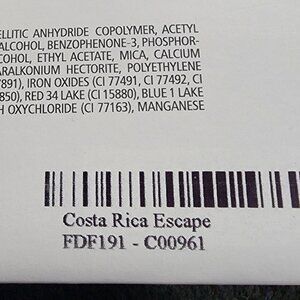 ELLITIC ANHYDRIDE COPOLYMER, ACETYL
ALCOHOL, BENZOPHENONE-3, PHOSPHOR-
COHOL, ETHYL ACETATE, MICA, CALCIUM
ARALKONIUM HECTORITE, POLYETHYLENE
7891), IRON OXIDES (CI 77491, CI 77492, CI
5850), RED 34 LAKE (CI 15880), BLUE 1 LAKE
H OXYCHLORIDE (CI 77163), MANGANESE
Costa Rica Escape
FDF191 - C00961